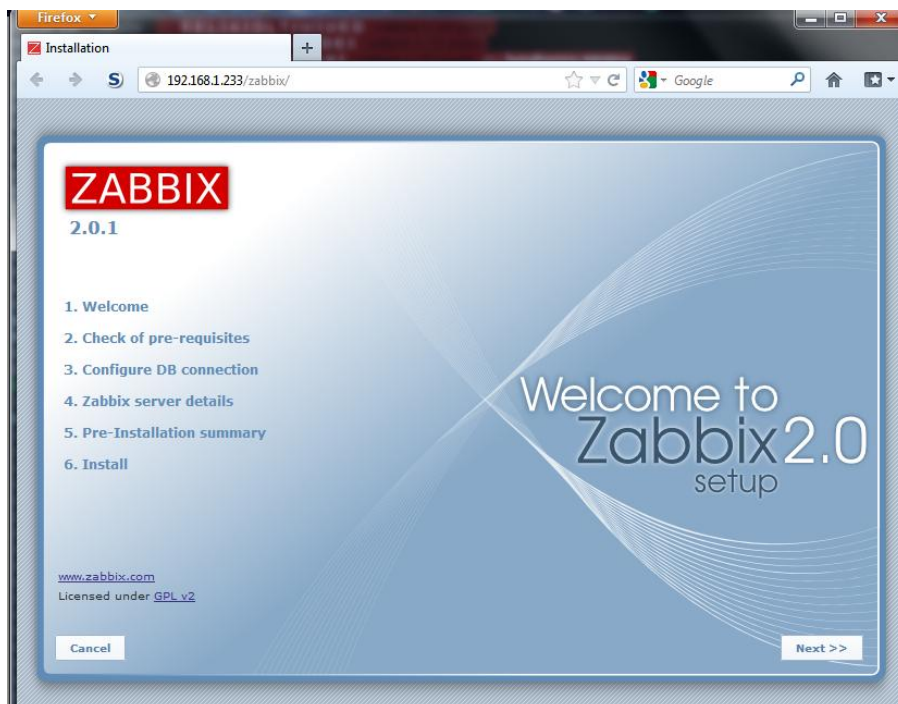 Firefox
Installation
192.168.1.233/zabbix/
Google
ZABBIX
2.0.1
1. Welcome
2. Check of pre-requisites
3. Configure DB connection
4. Zabbix server details
5. Pre-Installation summary
6. Install
Welcome to
Zabbix 2.0
setup
www.zabbix.com
Licensed under GPL v2
Cancel
Next >>